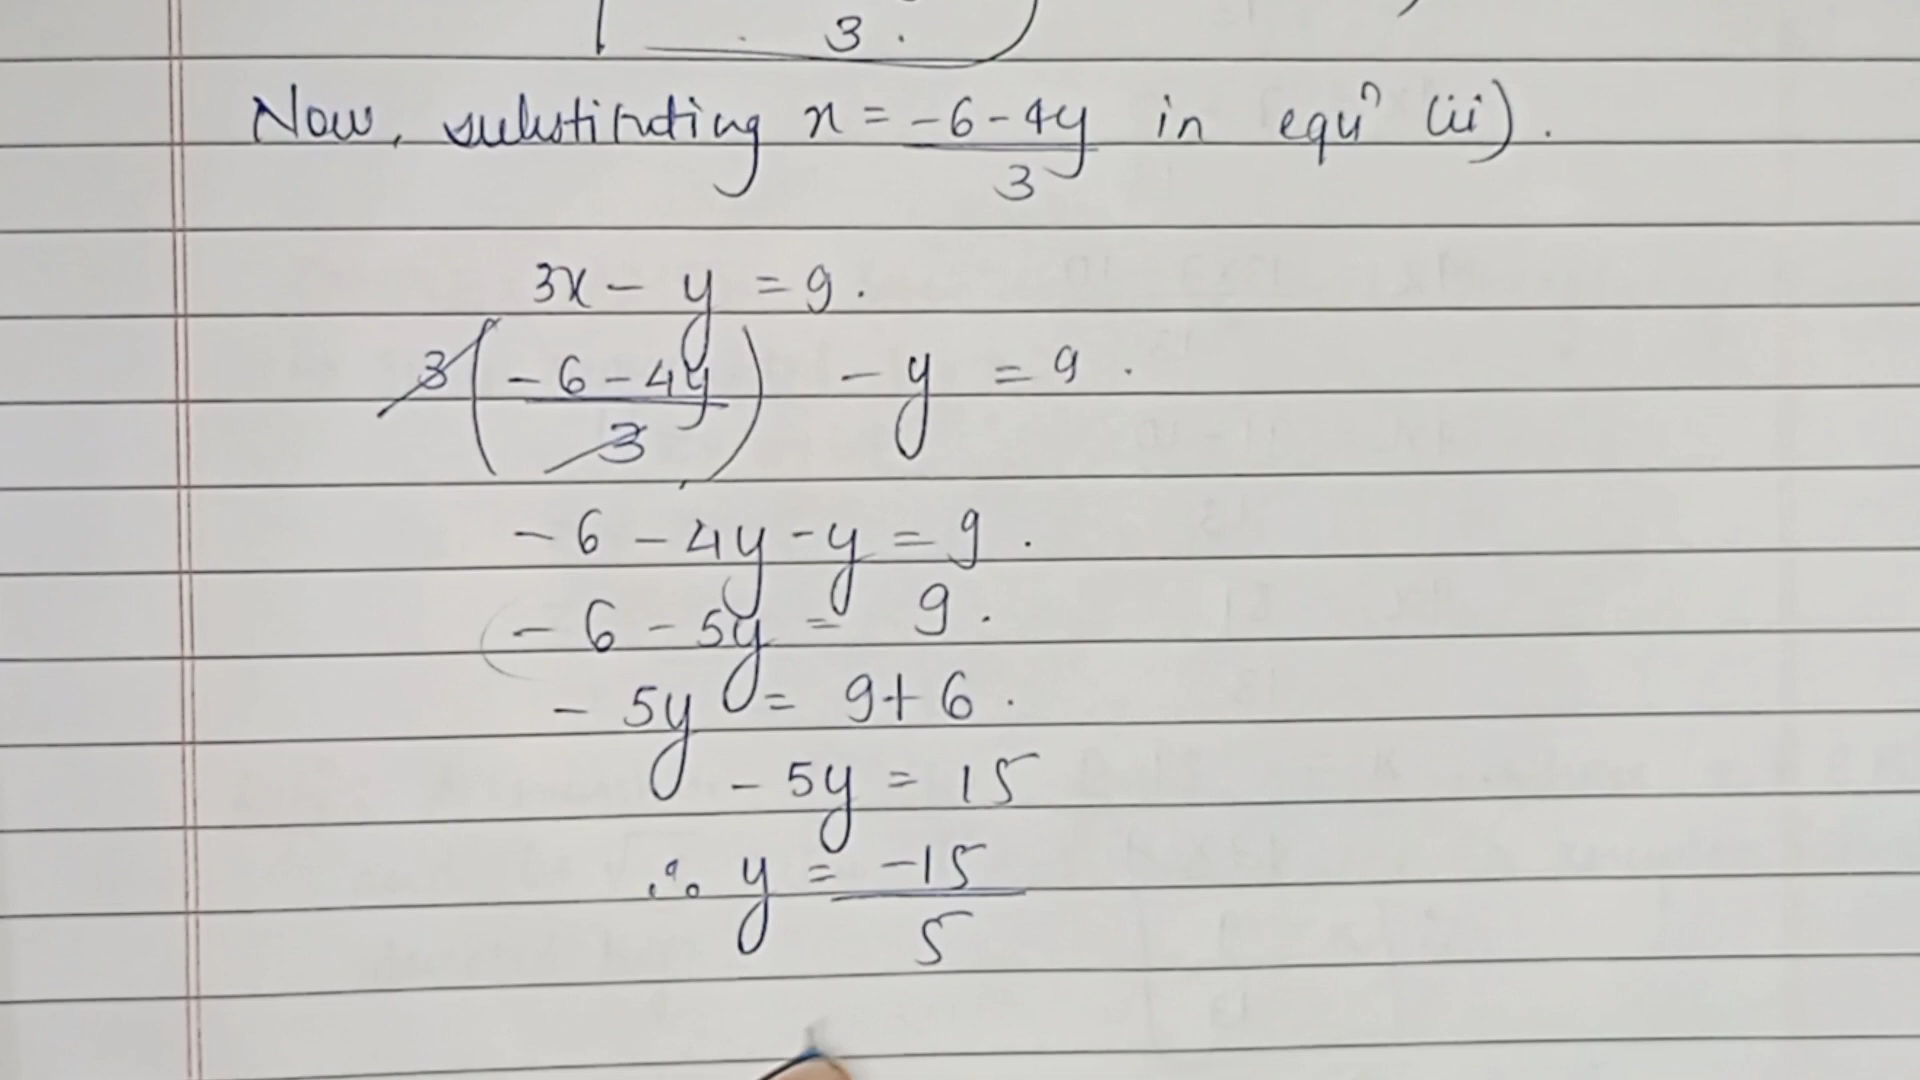 3.
Now, substituting x = -6-4y/3 in equⁿ (iii).
3x - y = 9.
3(-6-4y/3) - y = 9.
-6-4y-y = 9.
-6-5y = 9.
-5y = 9+6.
-5y = 15
∴ y = -15/5